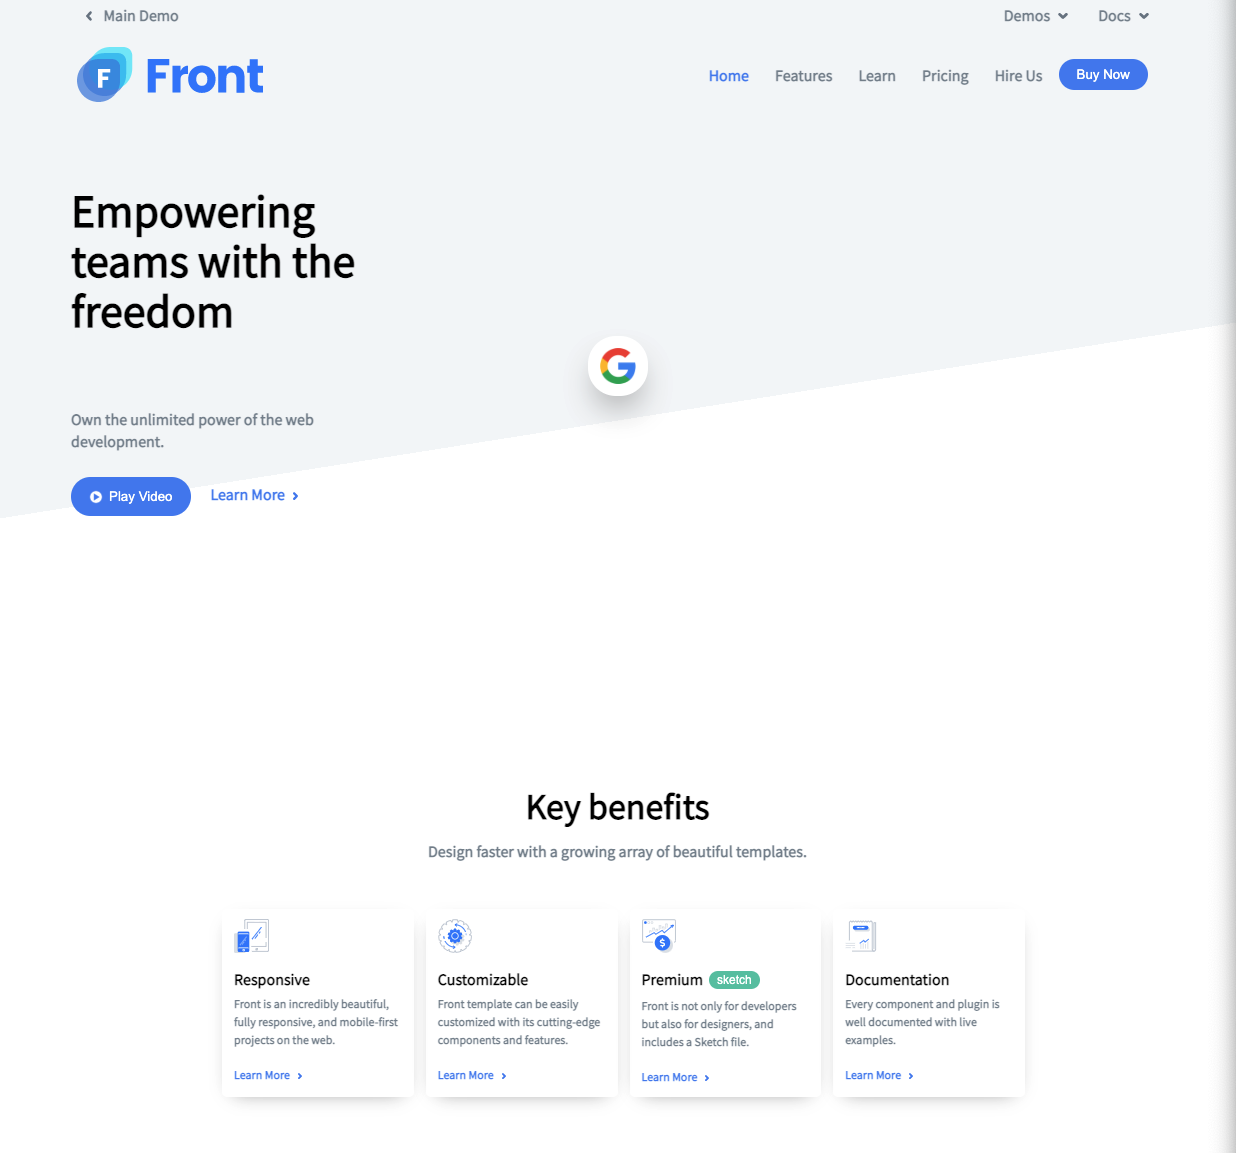 Main Demo
Demos
Docs
F Front
Home
Features
Learn
Pricing
Hire Us
Buy Now
Empowering
teams with the
freedom
Own the unlimited power of the web
development.
Play Video
Learn More
Key benefits
Design faster with a growing array of beautiful templates.
Responsive
Front is an incredibly beautiful,
fully responsive, and mobile-first
projects on the web.
Learn More
Customizable
Front template can be easily
customized with its cutting-edge
components and features.
Learn More
Premium sketch
Front is not only for developers
but also for designers, and
includes a Sketch file.
Learn More
Documentation
Every component and plugin is
well documented with live
examples.
Learn More